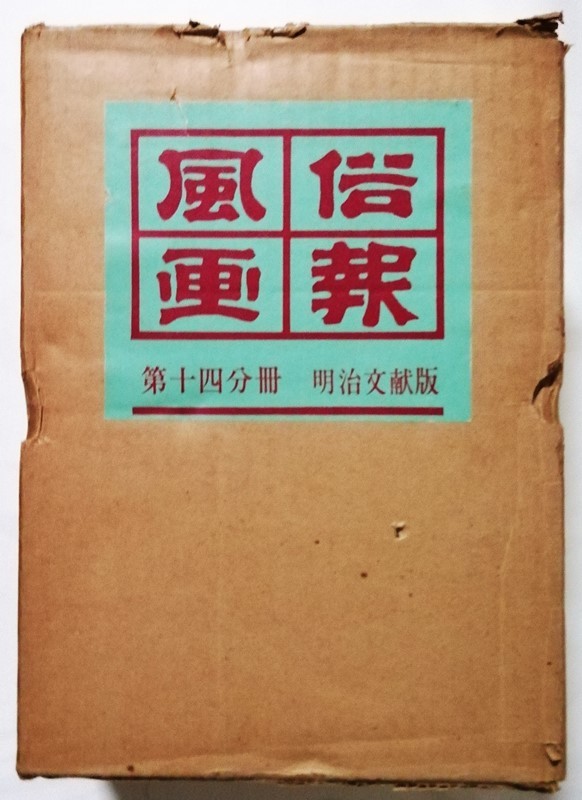 風俗
画報
第十四分冊 明治文献版